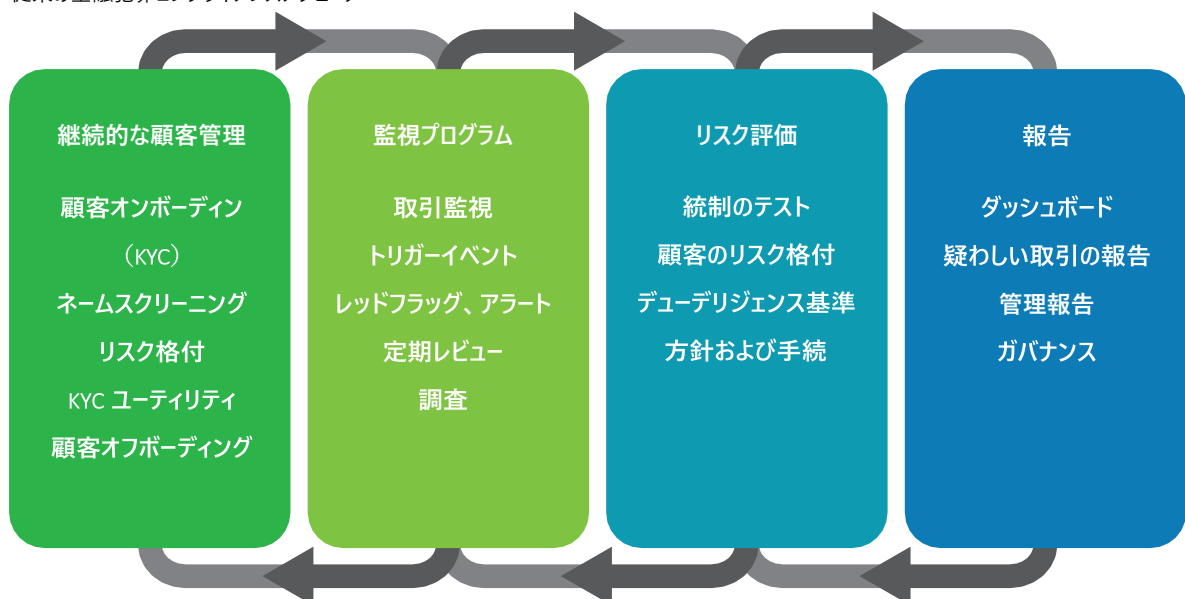 継続的な顧客管理
顧客オンボーディン
（KYC）
ネームスクリーニング
リスク格付
KYC ユーティリティ
顧客オフボーディング
監視プログラム
取引監視
トリガーイベント
レッドフラッグ、アラート
定期レビュー
調査
リスク評価
統制のテスト
顧客のリスク格付
デューデリジェンス基準
方針および手続
報告
ダッシュボード
疑わしい取引の報告
管理報告
ガバナンス